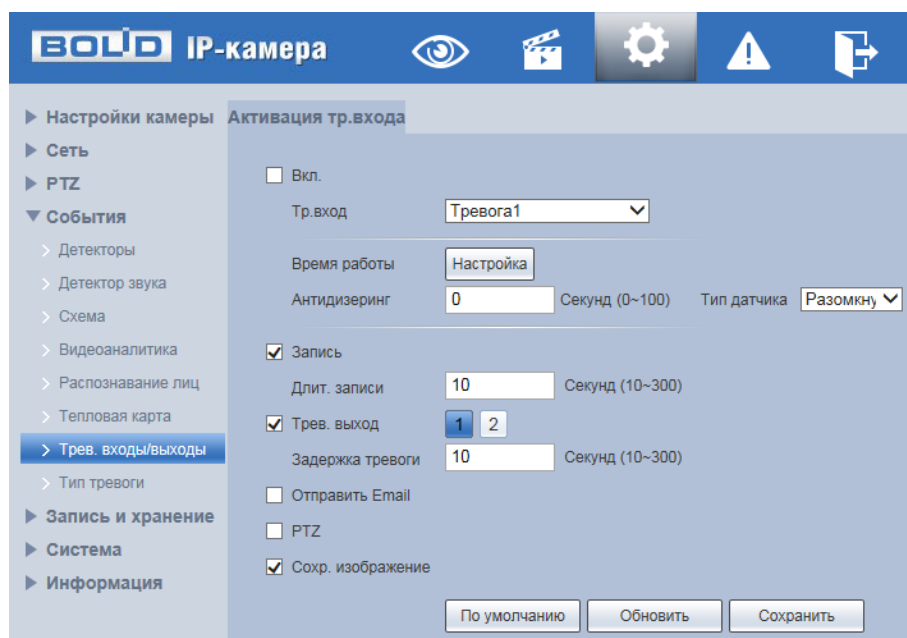 BOLID IP-камера
Настройки камеры
Сеть
PTZ
События
Детекторы
Детектор звука
Схема
Видеоаналитика
Распознавание лиц
Тепловая карта
Трев. входы/выходы
Тип тревоги
Запись и хранение
Система
Информация
Активация тр.входа
Вкл.
Тр.вход Тревога1
Время работы Настройка
Антидизеринг 0 Секунд (0~100) Тип датчика Разомкну
Запись
Длит. записи 10 Секунд (10~300)
Трев. выход 1 2
Задержка тревоги 10 Секунд (10~300)
Отправить Email
PTZ
Сохр. изображение
По умолчанию Обновить Сохранить